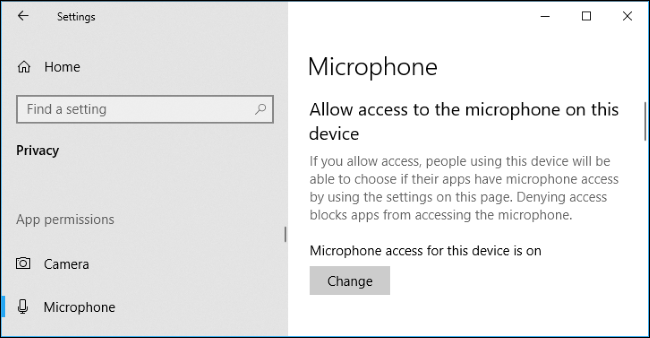 Settings
Home
Find a setting
Privacy
App permissions
Camera
Microphone
Microphone
Allow access to the microphone on this
device
If you allow access, people using this device will be
able to choose if their apps have microphone access
by using the settings on this page. Denying access
blocks apps from accessing the microphone.
Microphone access for this device is on
Change